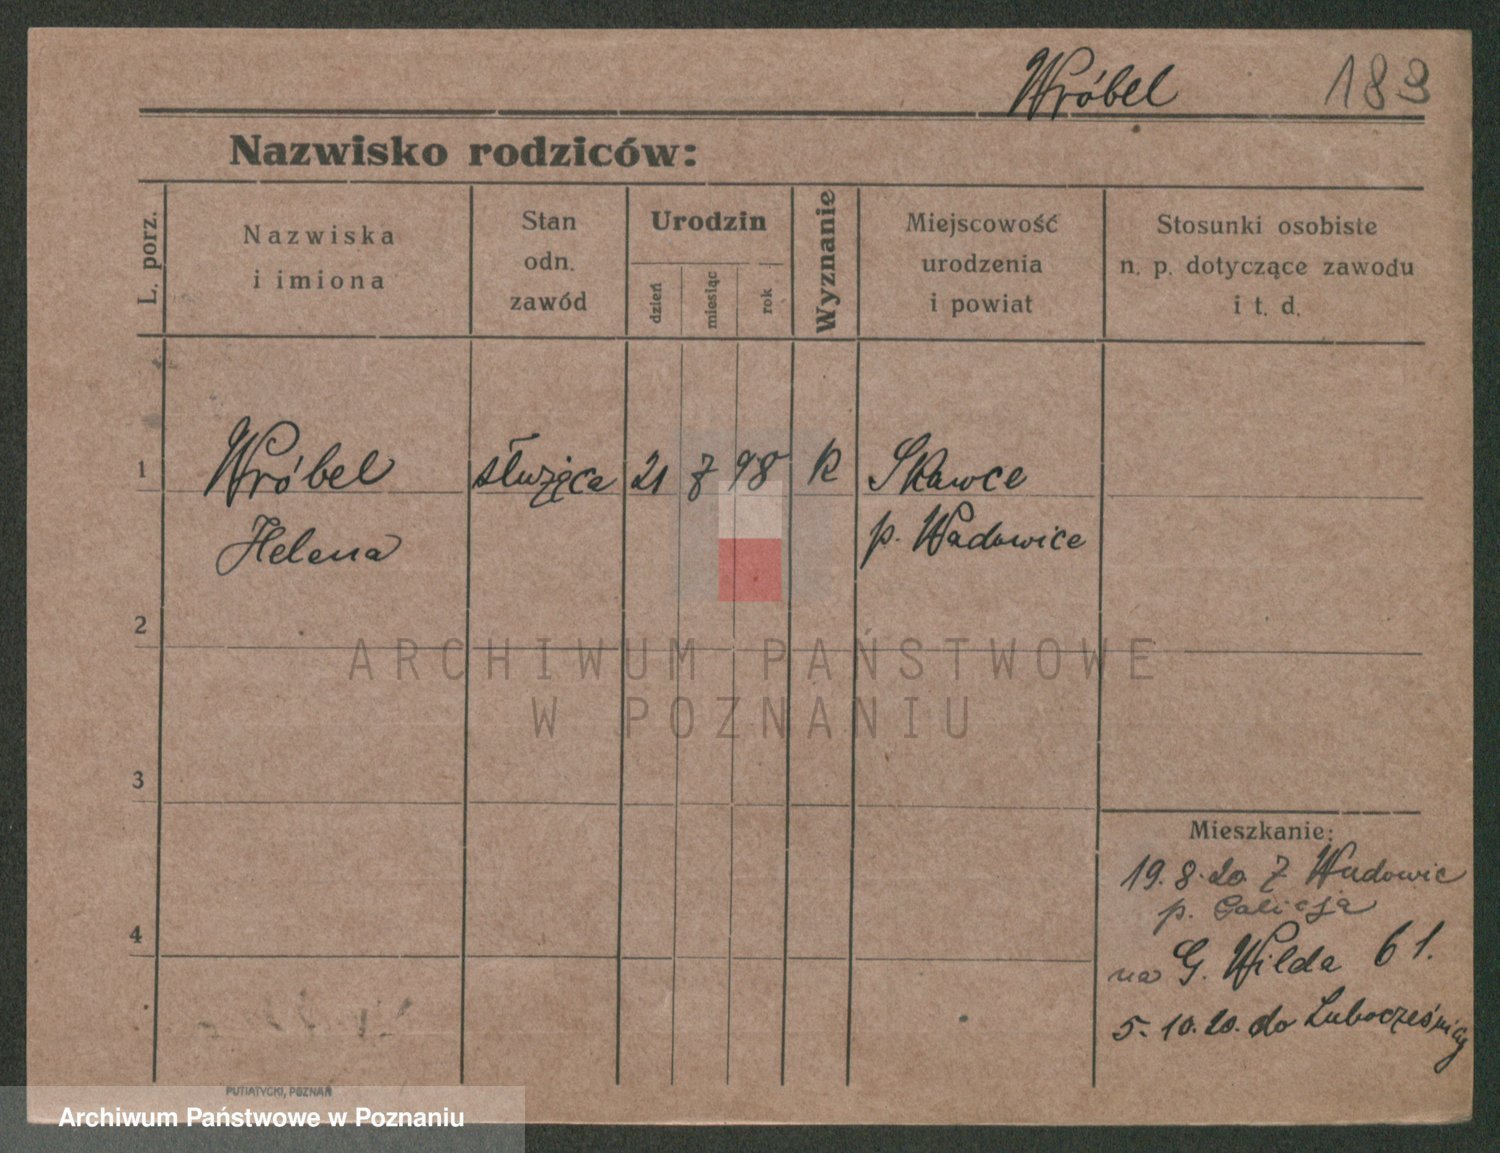 Wróbel 183
Nazwisko rodziców:
L. porz.
Nazwiska
i imiona
Stan
odn.
zawód
Urodzin
dzień
miesiąc
rok
Wyznanie
Miejscowość
urodzenia
i powiat
Stosunki osobiste
n. p. dotyczące zawodu
i t. d.
1 Wróbel służąca 21 7 98 K Skawce
Helena p. Wadowice
2
3
4
Mieszkanie:
19.8.20 z Wadowic
p. Galicja
na G. Wilda 61.
5.10.20. do Lubocześnicy
PUTIATYCKI, POZNAŃ
ARCHIWUM PAŃSTWOWE
W POZNANIU
Archiwum Państwowe w Poznaniu